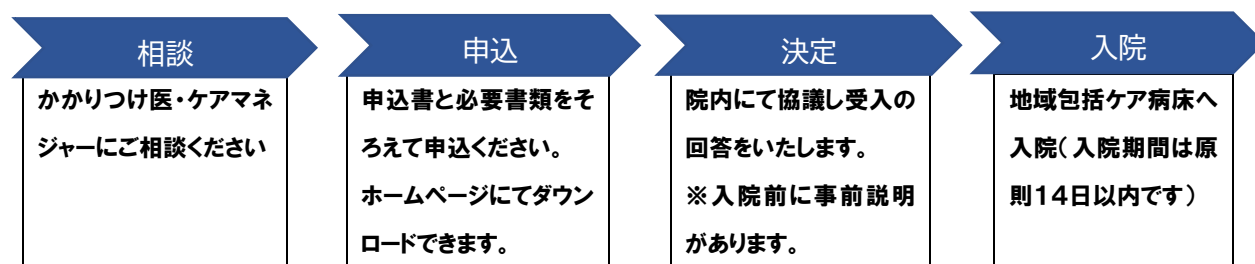 相談
かかりつけ医・ケアマネ
ジャーにご相談ください
申込
申込書と必要書類をそ
ろえて申込ください。
ホームページにてダウン
ロードできます。
決定
院内にて協議し受入の
回答をいたします。
※入院前に事前説明
があります。
入院
地域包括ケア病床へ
入院(入院期間は原
則14日以内です)